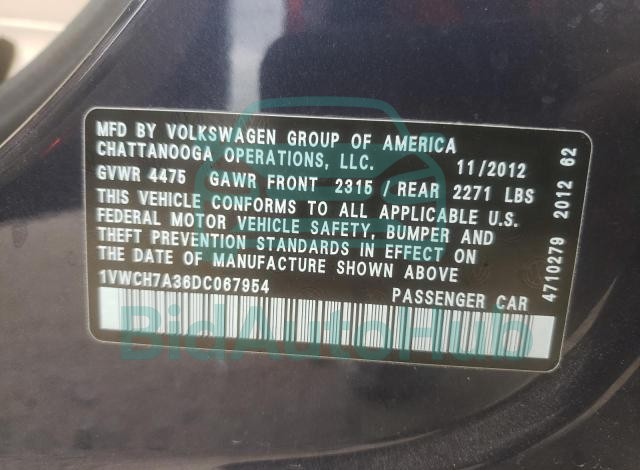 MFD BY VOLKSWAGEN GROUP OF AMERICA
CHATTANOOGA OPERATIONS, LLC. 11/2012
GVWR 4475 GAWR FRONT 2315 / REAR 2271 LBS
THIS VEHICLE CONFORMS TO ALL APPLICABLE U.S.
FEDERAL MOTOR VEHICLE SAFETY, BUMPER AND
THEFT PREVENTION STANDARDS IN EFFECT ON
THE DATE OF MANUFACTURE SHOWN ABOVE
1VWCH7A36DC067954 PASSENGER CAR
4710279 2012 62
BidAutoHub